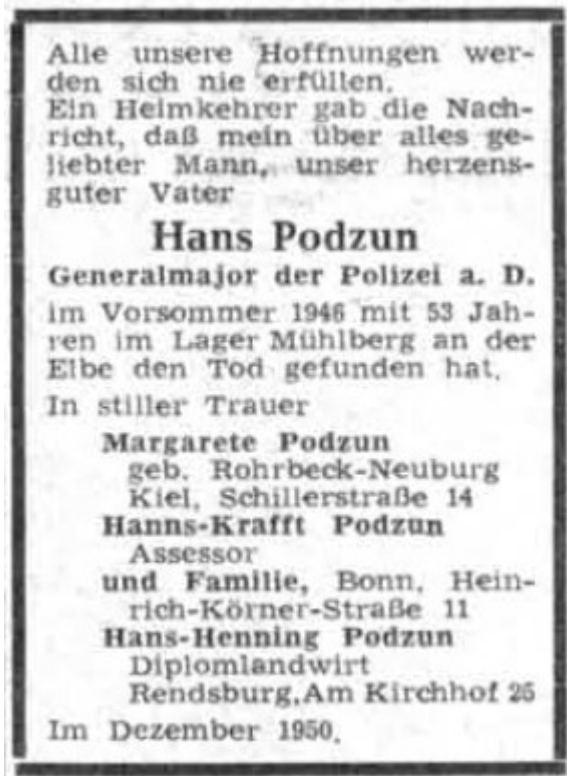 Alle unsere Hoffnungen wer-
den sich nie erfüllen.
Ein Heimkehrer gab die Nach-
richt, daß mein über alles ge-
liebter Mann, unser herzens-
guter Vater
Hans Podzun
Generalmajor der Polizei a. D.
im Vorsommer 1946 mit 53 Jah-
ren im Lager Mühlberg an der
Elbe den Tod gefunden hat.
In stiller Trauer
Margarete Podzun
geb. Rohrbeck-Neuburg
Kiel, Schillerstraße 14
Hanns-Krafft Podzun
Assessor
und Familie, Bonn, Hein-
rich-Körner-Straße 11
Hans-Henning Podzun
Diplomlandwirt
Rendsburg, Am Kirchhof 25
Im Dezember 1950.